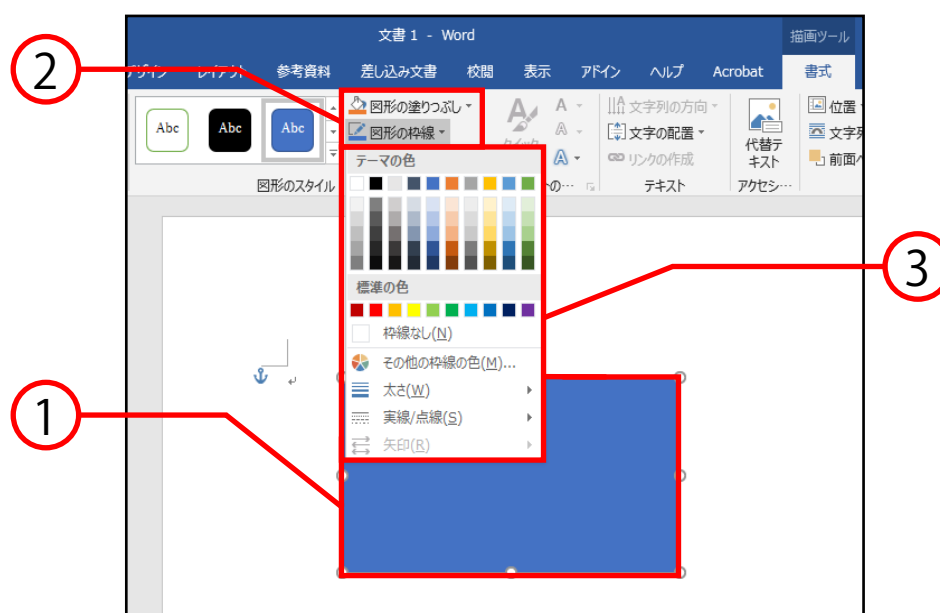 文書 1 - Word
描画ツール
デザイン レイアウト 参考資料 差し込み文書 校閲 表示 アドイン ヘルプ Acrobat 書式
②
図形の塗りつぶし
図形の枠線
Abc Abc Abc
A A A A
文字列の方向
文字の配置
リンクの作成
代替テ
キスト
位置
文字列
前面へ
図形のスタイル
の… テキスト アクセシ…
テーマの色
標準の色
枠線なし(N)
その他の枠線の色(M)...
太さ(W)
実線/点線(S)
矢印(R)
③
①